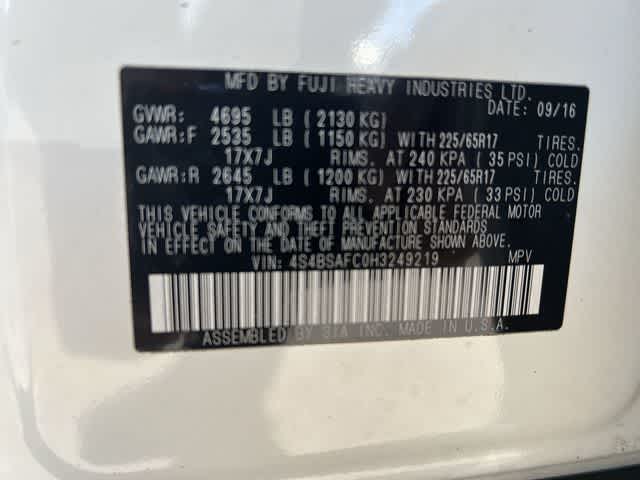 MFD BY FUJI HEAVY INDUSTRIES LTD.
DATE: 09/16
GVWR: 4695 LB (2130 KG)
GAWR:F 2535 LB (1150 KG) WITH 225/65R17 TIRES.
17X7J RIMS. AT 240 KPA (35 PSI) COLD
GAWR:R 2645 LB (1200 KG) WITH 225/65R17 TIRES.
17X7J RIMS. AT 230 KPA (33 PSI) COLD
THIS VEHICLE CONFORMS TO ALL APPLICABLE FEDERAL MOTOR
VEHICLE SAFETY AND THEFT PREVENTION STANDARDS
IN EFFECT ON THE DATE OF MANUFACTURE SHOWN ABOVE.
VIN: 4S4BSAFC0H3249219 MPV
ASSEMBLED BY SIA INC. MADE IN U.S.A.